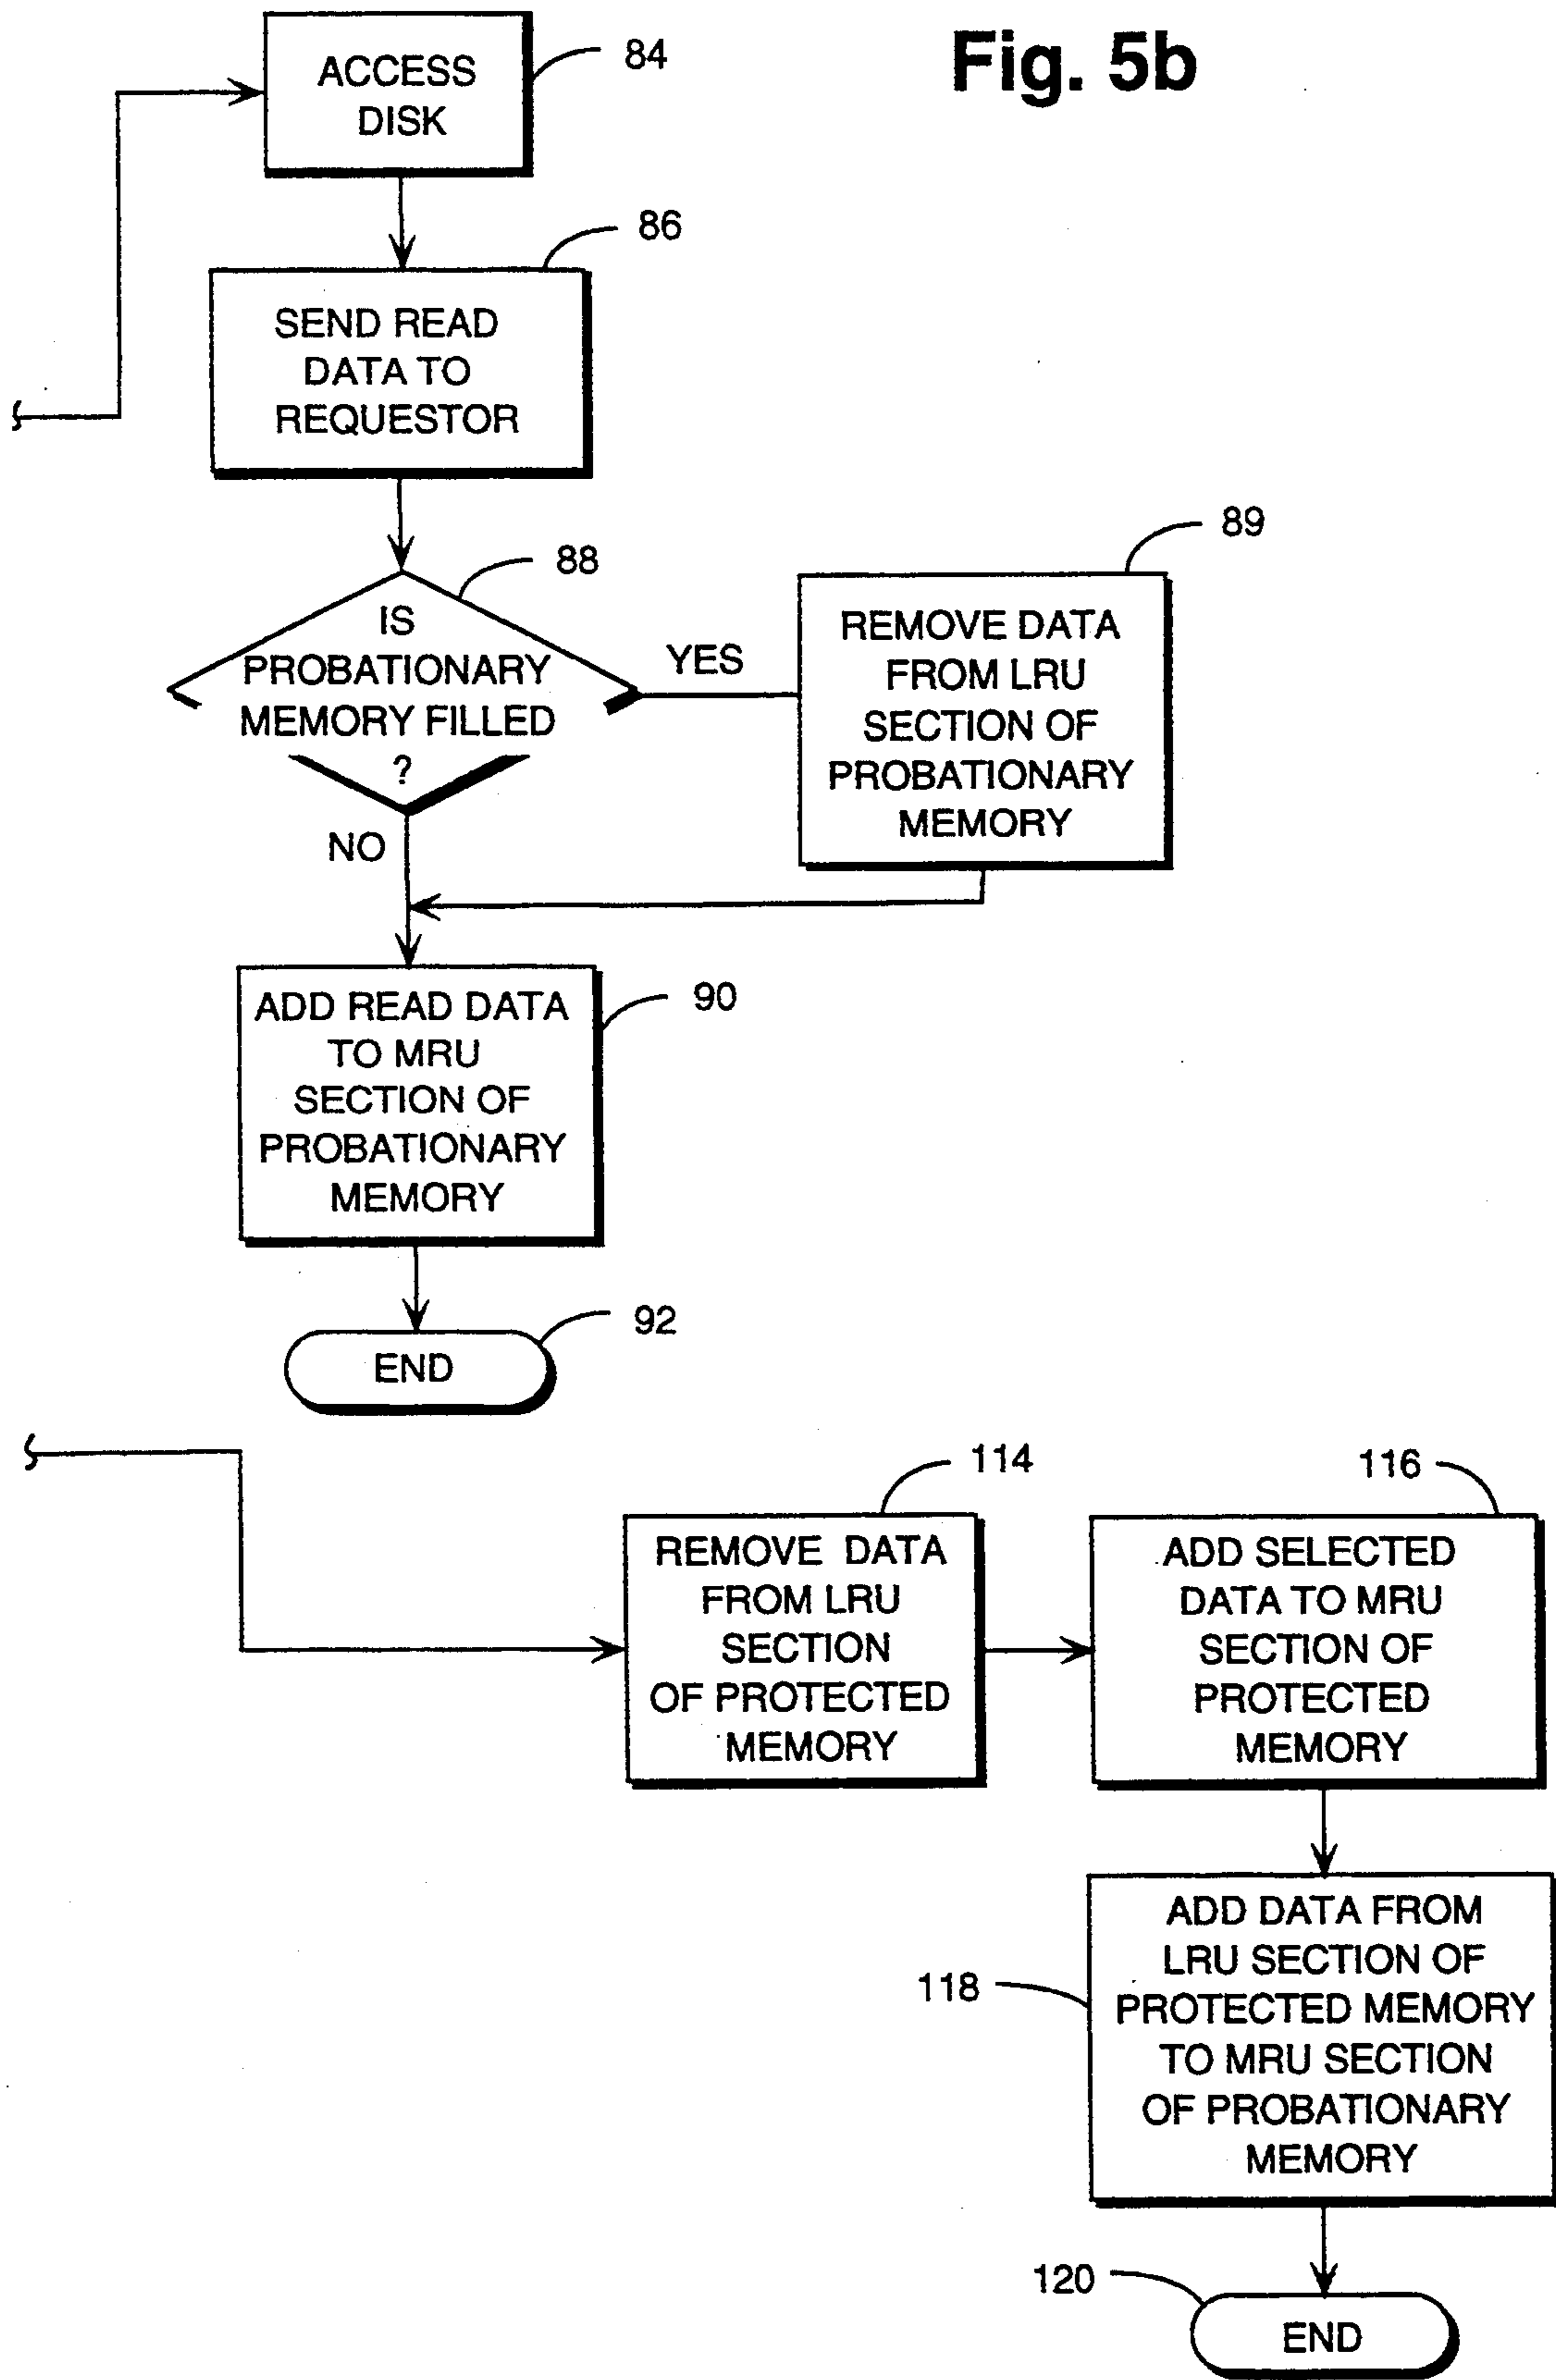 Fig. 5b
ACCESS
DISK
84
86
SEND READ
DATA TO
REQUESTOR
88
IS
PROBATIONARY
MEMORY FILLED
?
YES
NO
89
REMOVE DATA
FROM LRU
SECTION OF
PROBATIONARY
MEMORY
90
ADD READ DATA
TO MRU
SECTION OF
PROBATIONARY
MEMORY
92
END
114
REMOVE DATA
FROM LRU
SECTION
OF PROTECTED
MEMORY
116
ADD SELECTED
DATA TO MRU
SECTION OF
PROTECTED
MEMORY
118
ADD DATA FROM
LRU SECTION OF
PROTECTED MEMORY
TO MRU SECTION
OF PROBATIONARY
MEMORY
120
END